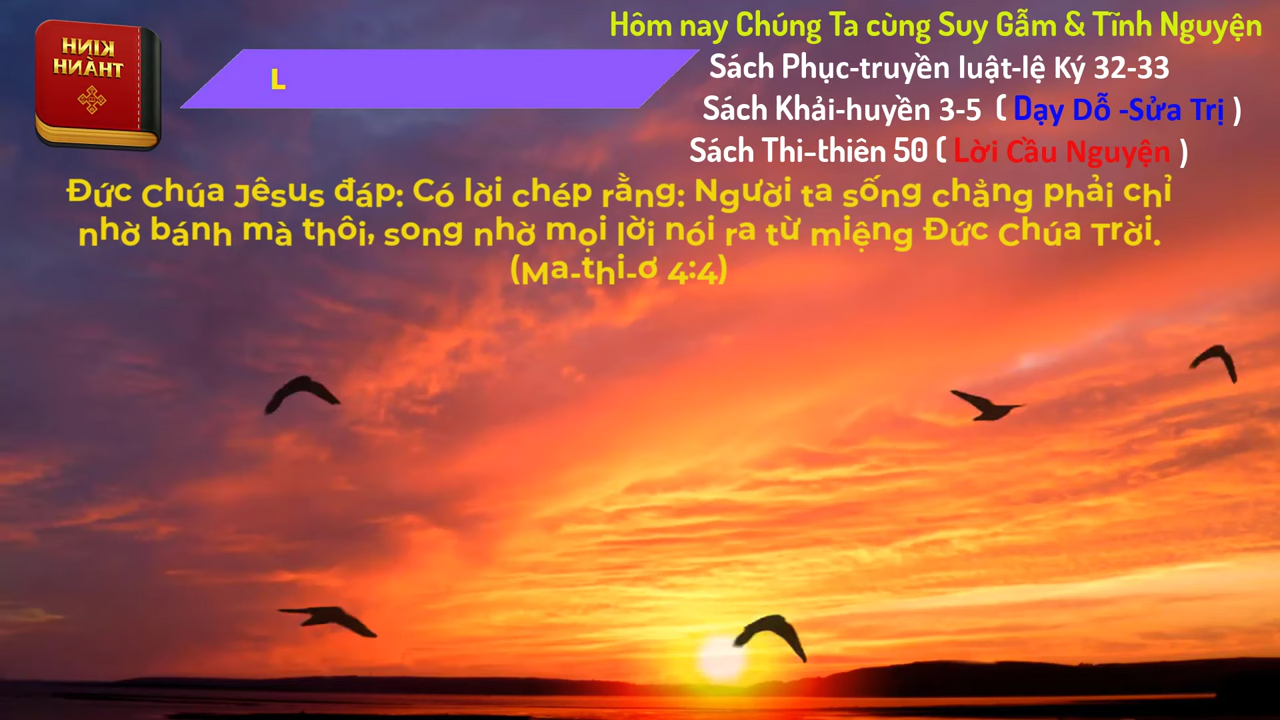 KINH
THÀNH
L
Hôm nay Chúng Ta cùng Suy Gẫm & Tĩnh Nguyện
Sách Phục-truyền luật-lệ Ký 32-33
Sách Khải-huyền 3-5 ( Dạy Dỗ -Sửa Trị )
Sách Thi-thiên 50 ( Lời Cầu Nguyện )
Đức Chúa Jêsus đáp: Có lời chép rằng: Người ta sống chẳng phải chỉ
nhờ bánh mà thôi, song nhờ mọi lời nói ra từ miệng Đức Chúa Trời.
(Ma-thi-ơ 4:4)